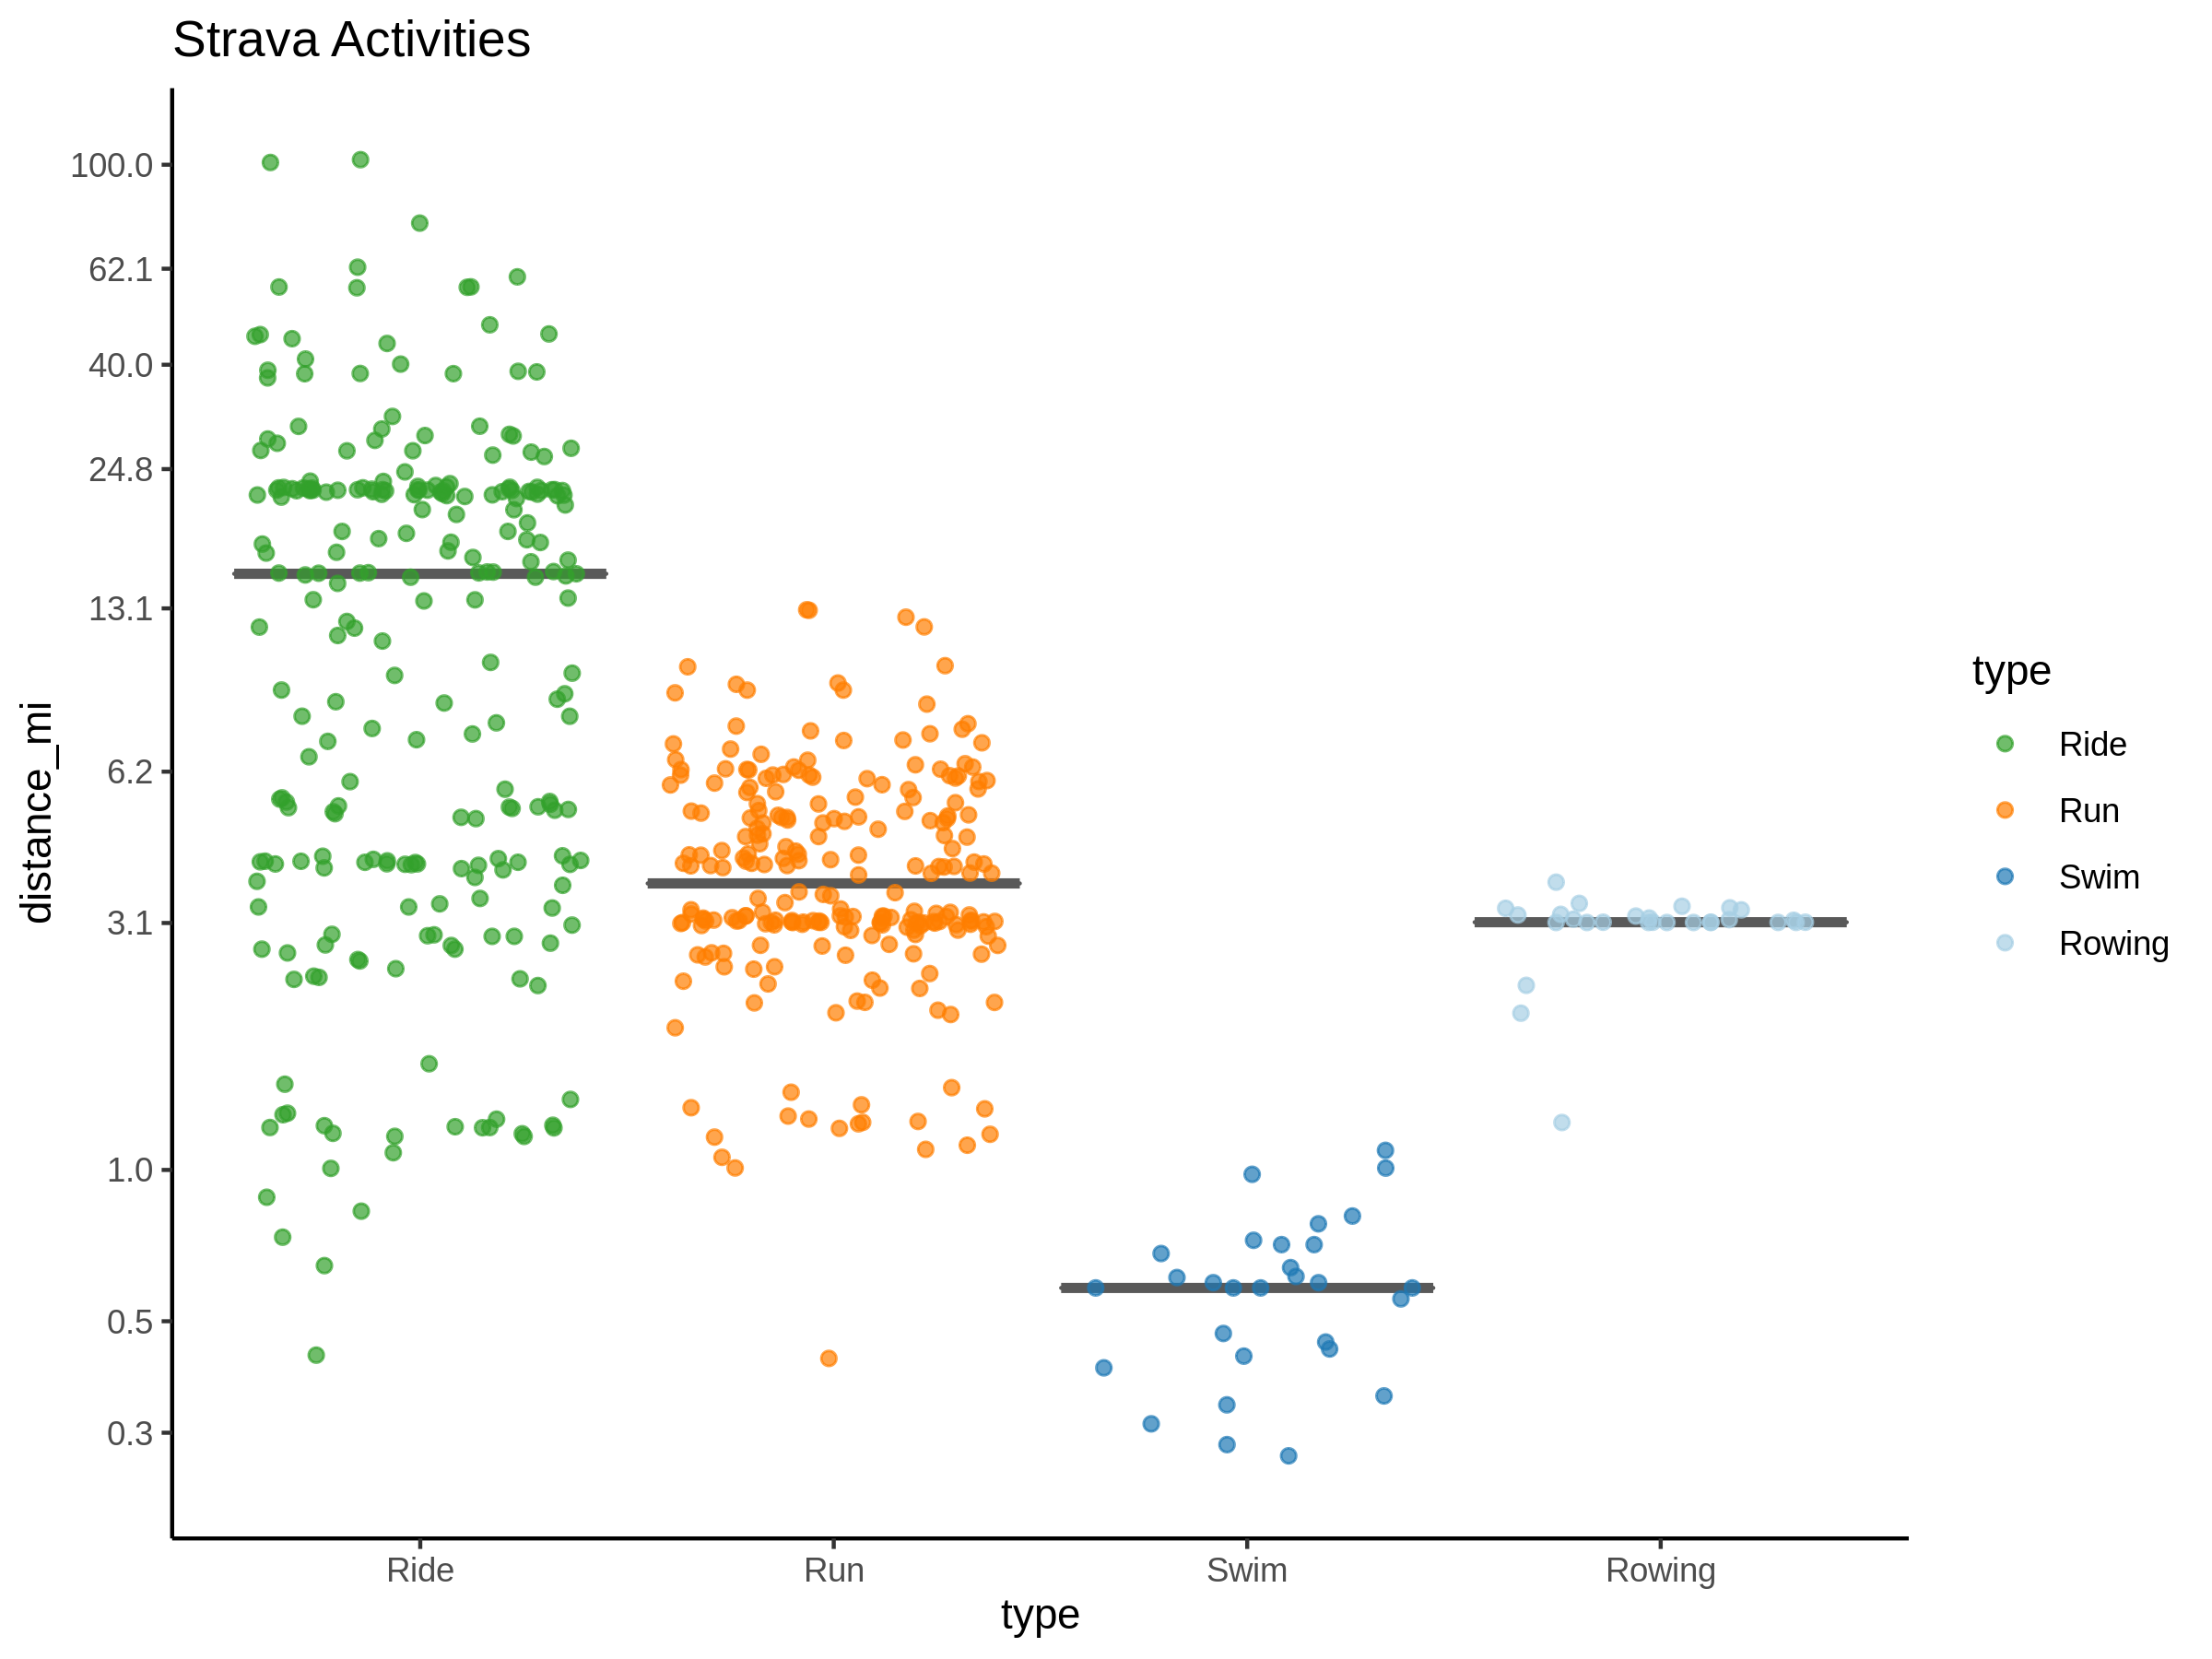 Strava Activities
100.0
62.1
40.0
24.8
13.1
6.2
3.1
1.0
0.5
0.3
distance_mi
Ride
Run
Swim
Rowing
type
type
Ride
Run
Swim
Rowing